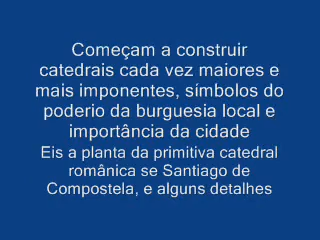 Começam a construir
catedrais cada vez maiores e
mais imponentes, símbolos do
poderio da burguesia local e
importância da cidade
Eis a planta da primitiva catedral
românica se Santiago de
Compostela, e alguns detalhes